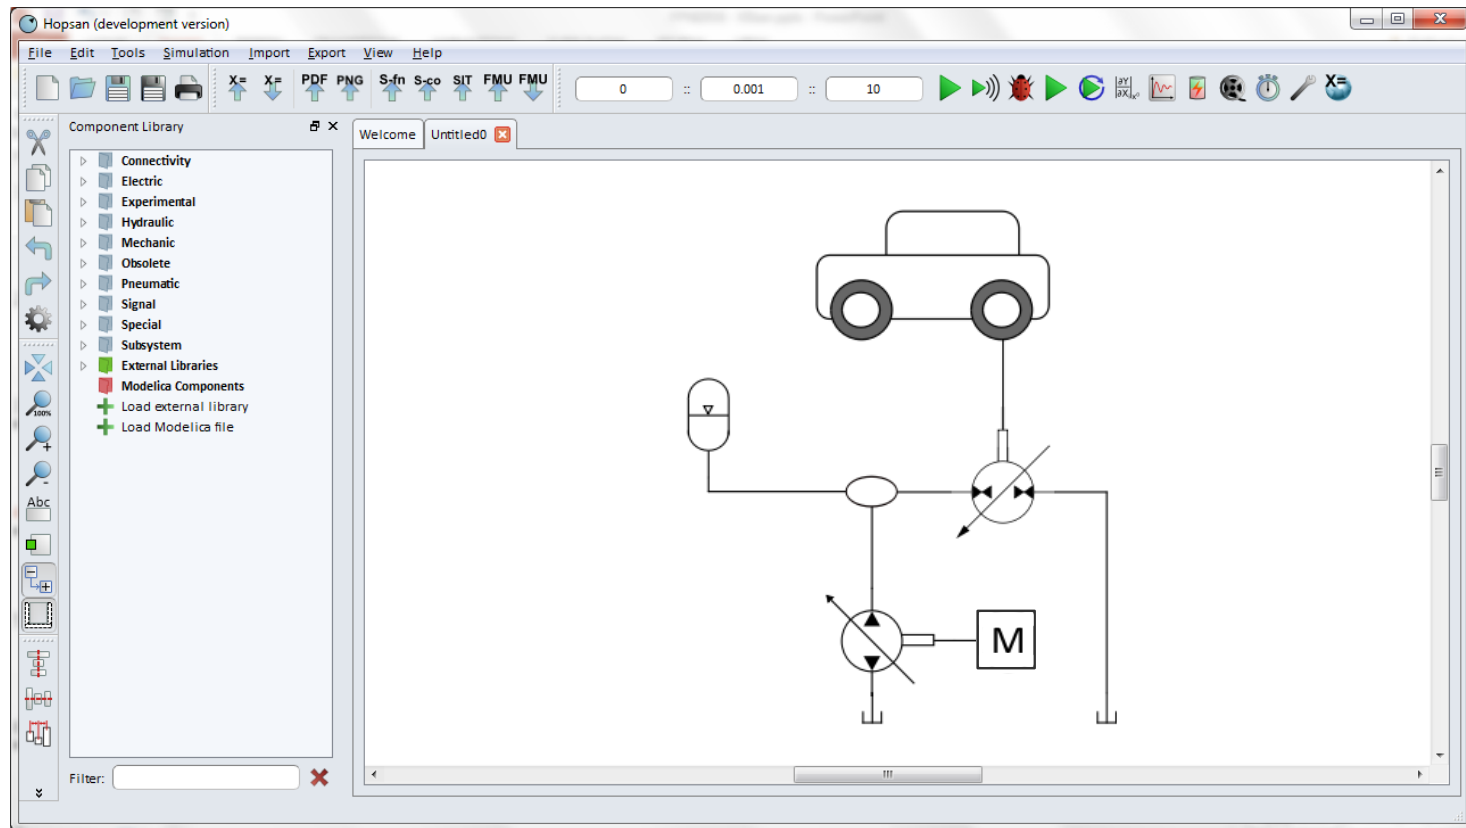 Hopsan (development version)
File Edit Tools Simulation Import Export View Help
X= X= PDF PNG S-fn S-co SIT FMU FMU 0 :: 0.001 :: 10 X=
Component Library
Welcome Untitled0
Connectivity
Electric
Experimental
Hydraulic
Mechanic
Obsolete
Pneumatic
Signal
Special
Subsystem
External Libraries
Modelica Components
Load external library
Load Modelica file
100%
Abc
M
Filter: